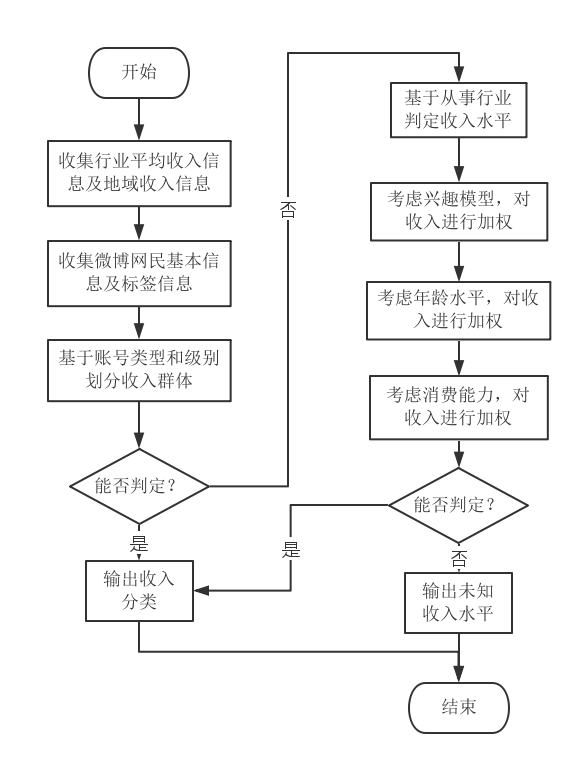 开始
收集行业平均收入信
息及地域收入信息
收集微博网民基本信
息及标签信息
基于账号类型和级别
划分收入群体
能否判定？
是
输出收入
分类
否
基于从事行业
判定收入水平
考虑兴趣模型，对
收入进行加权
考虑年龄水平，对收
入进行加权
考虑消费能力，对
收入进行加权
能否判定？
是
否
输出未知
收入水平
结束